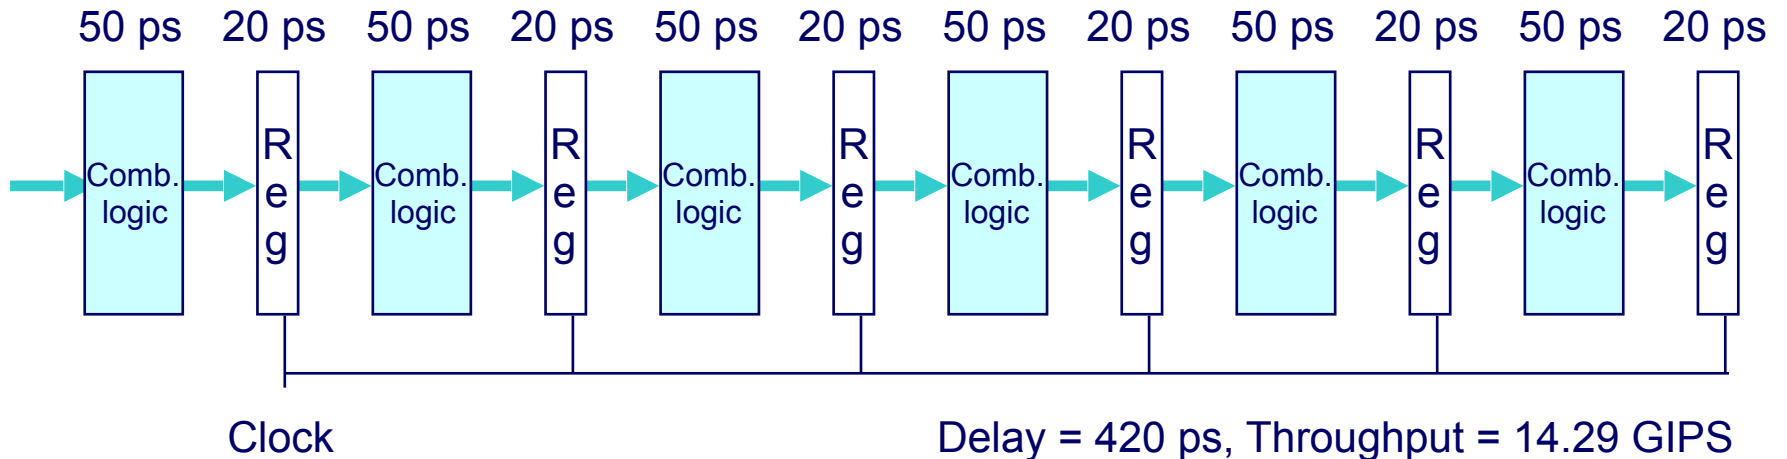 50 ps 20 ps 50 ps 20 ps 50 ps 20 ps 50 ps 20 ps 50 ps 20 ps 50 ps 20 ps
Comb.
logic
R
e
g
Comb.
logic
R
e
g
Comb.
logic
R
e
g
Comb.
logic
R
e
g
Comb.
logic
R
e
g
Comb.
logic
R
e
g
Clock
Delay = 420 ps, Throughput = 14.29 GIPS